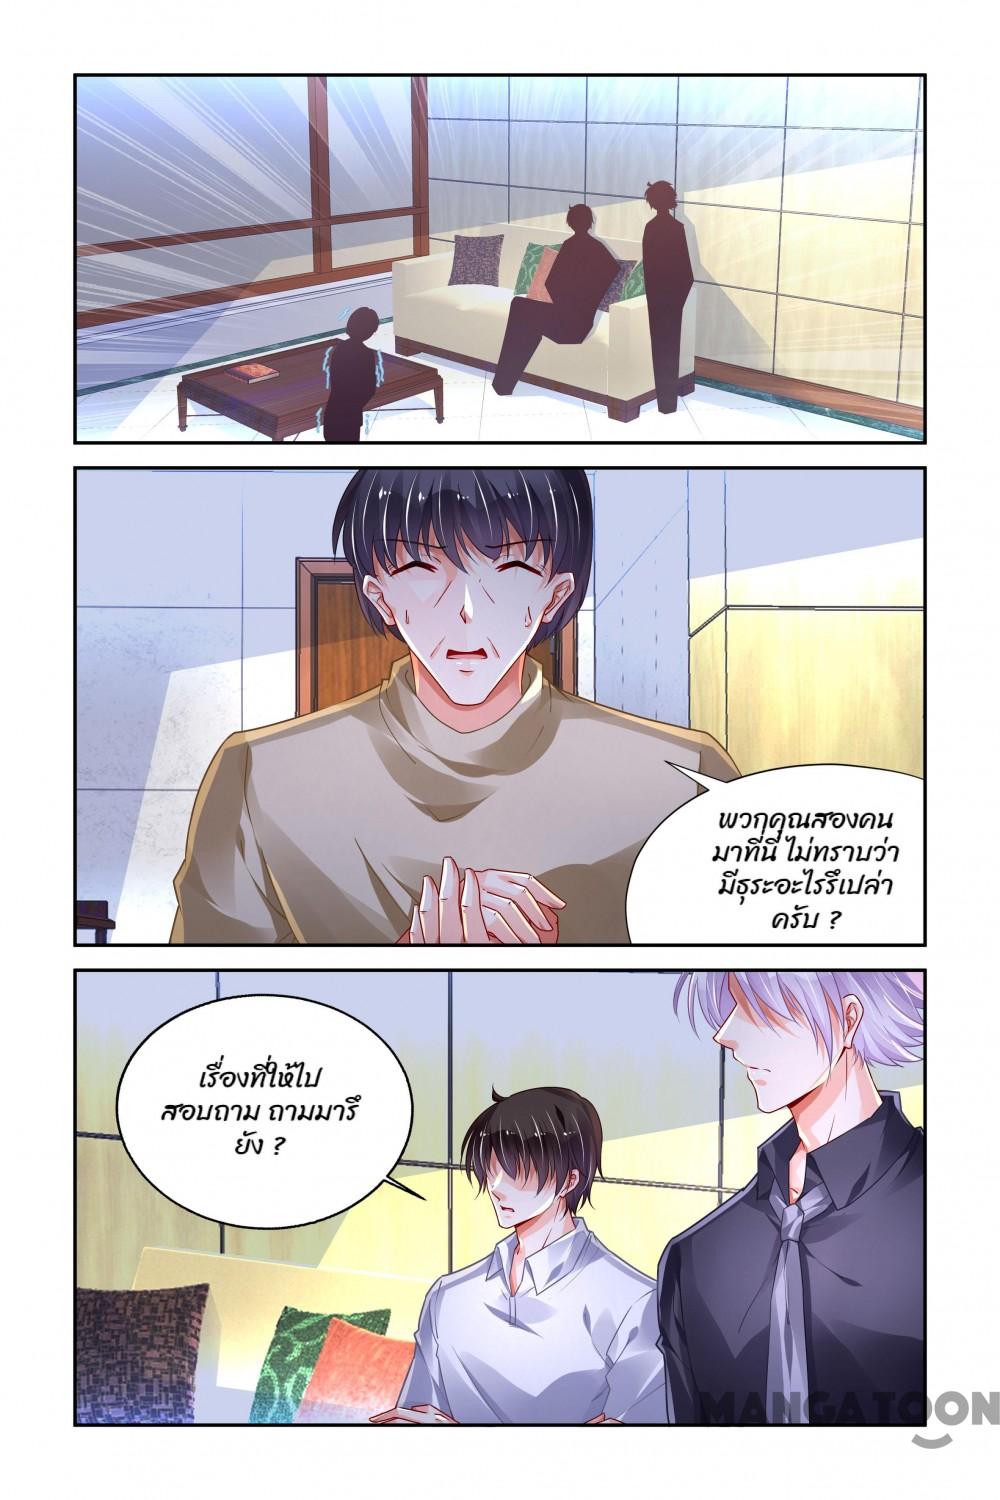 พวกคุณสองคน
มาที่นี่ ไม่ทราบว่า
มีธุระอะไรรึเปล่า
ครับ ?
เรื่องที่ให้ไป
สอบถาม ถามมารึ
ยัง ?
MANGATOON